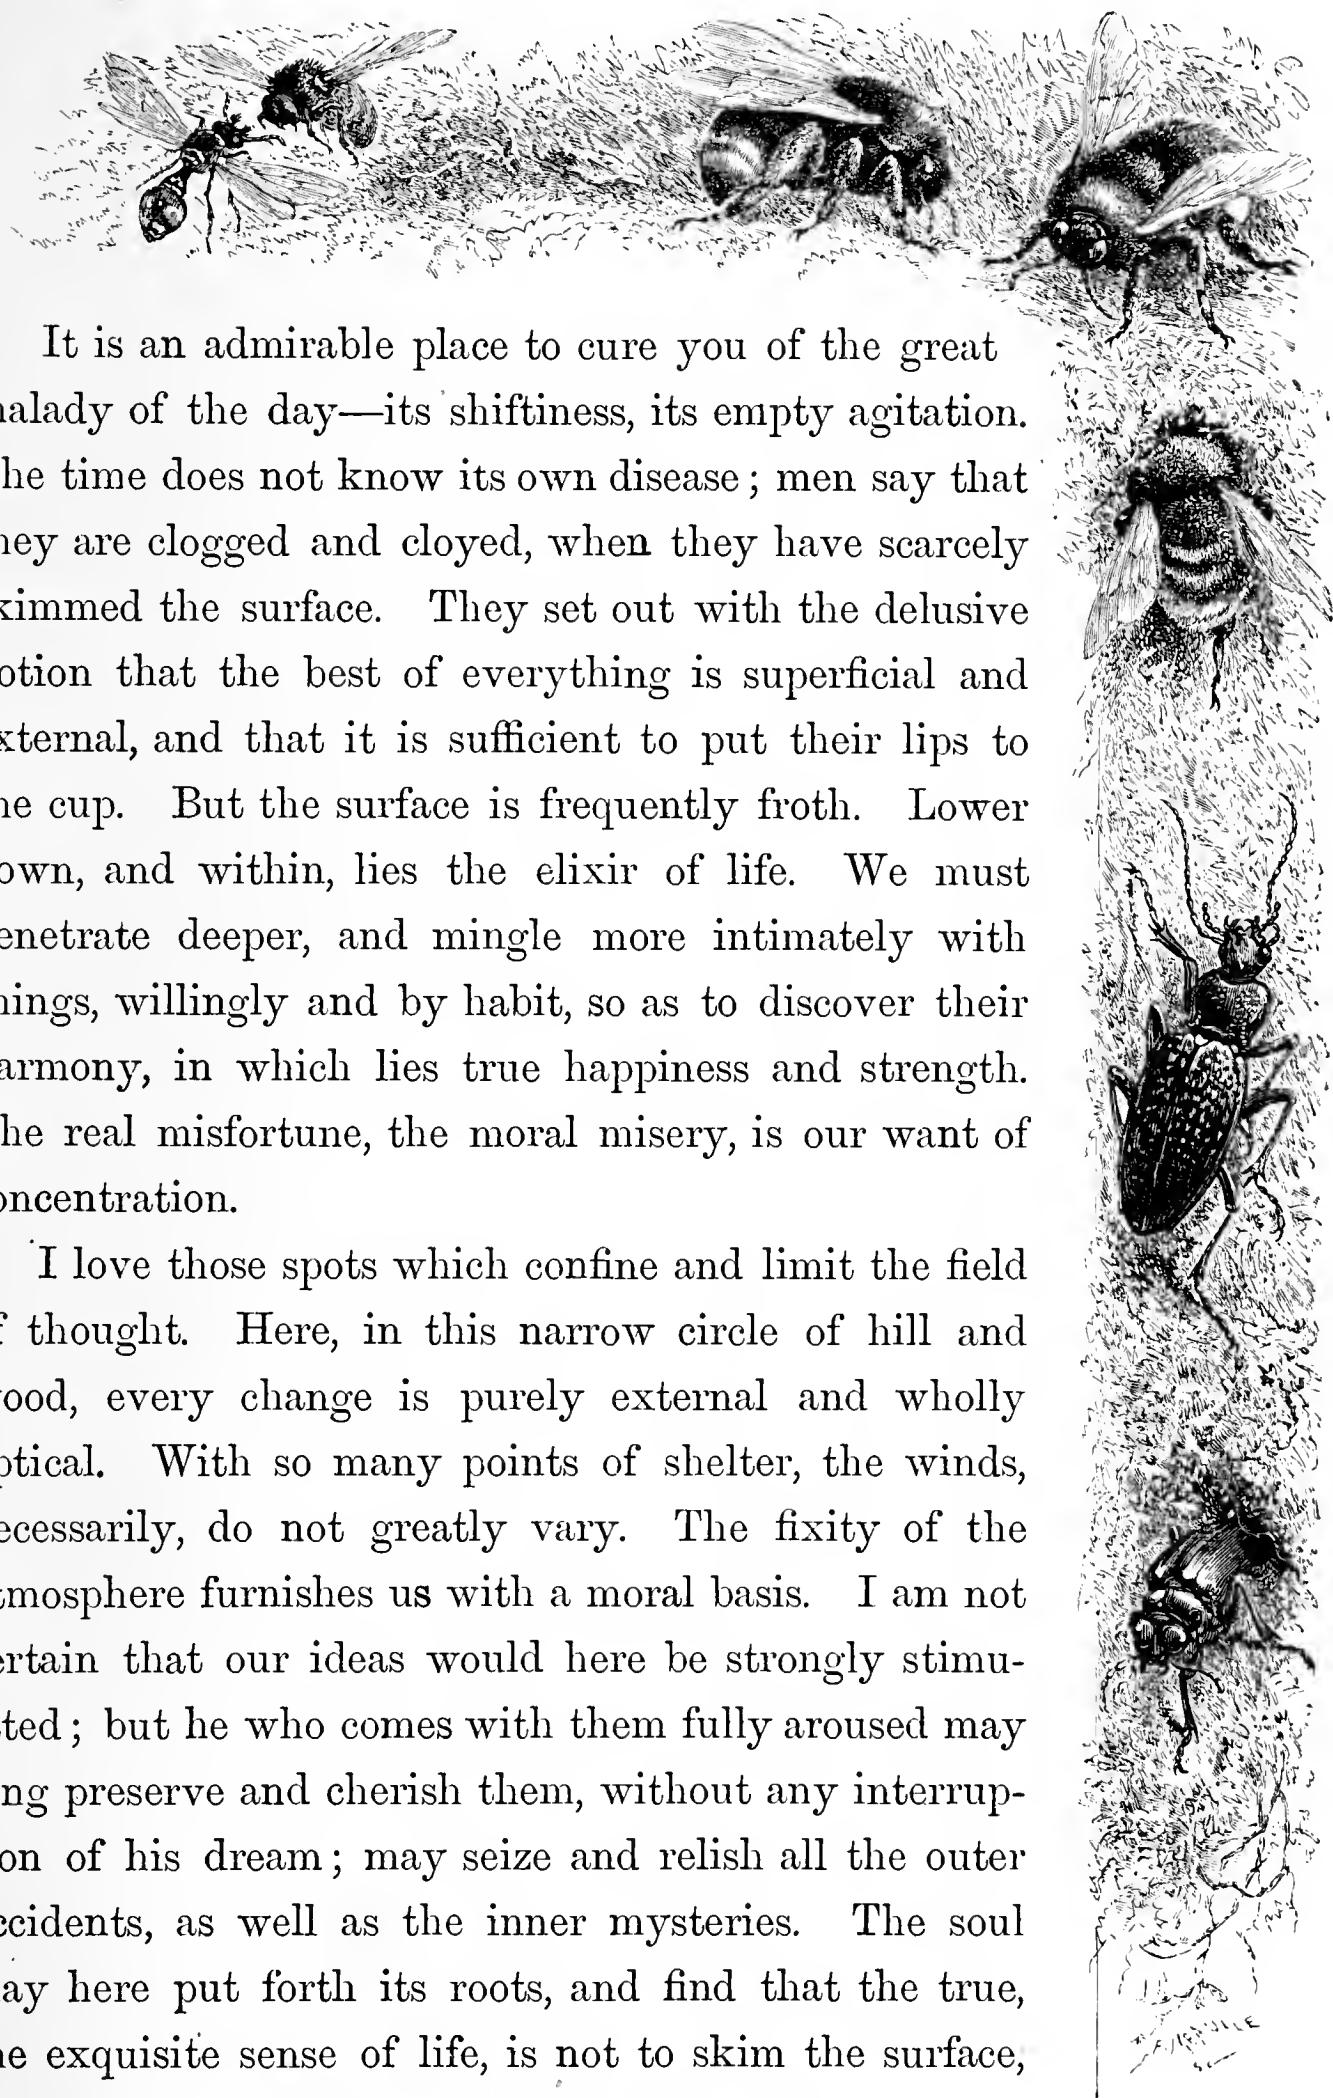 It is an admirable place to cure you of the great
alady of the day—its shiftiness, its empty agitation.
he time does not know its own disease; men say that
ey are clogged and cloyed, when they have scarcely
immed the surface. They set out with the delusive
otion that the best of everything is superficial and
xternal, and that it is sufficient to put their lips to
e cup. But the surface is frequently froth. Lower
own, and within, lies the elixir of life. We must
enetrate deeper, and mingle more intimately with
ings, willingly and by habit, so as to discover their
armony, in which lies true happiness and strength.
he real misfortune, the moral misery, is our want of
oncentration.
I love those spots which confine and limit the field
f thought. Here, in this narrow circle of hill and
ood, every change is purely external and wholly
ptical. With so many points of shelter, the winds,
ecessarily, do not greatly vary. The fixity of the
mosphere furnishes us with a moral basis. I am not
ertain that our ideas would here be strongly stimu-
ted; but he who comes with them fully aroused may
ng preserve and cherish them, without any interrup-
on of his dream; may seize and relish all the outer
ccidents, as well as the inner mysteries. The soul
ay here put forth its roots, and find that the true,
e exquisite sense of life, is not to skim the surface,